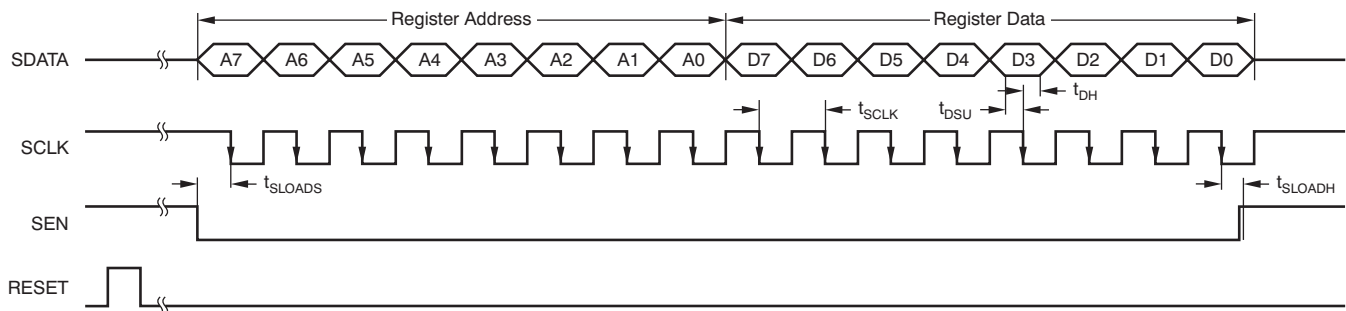 Register Address Register Data
SDATA A7 A6 A5 A4 A3 A2 A1 A0 D7 D6 D5 D4 D3 D2 D1 D0
tSCLK tDSU tDH
SCLK
tSLOADS tSLOADH
SEN
RESET